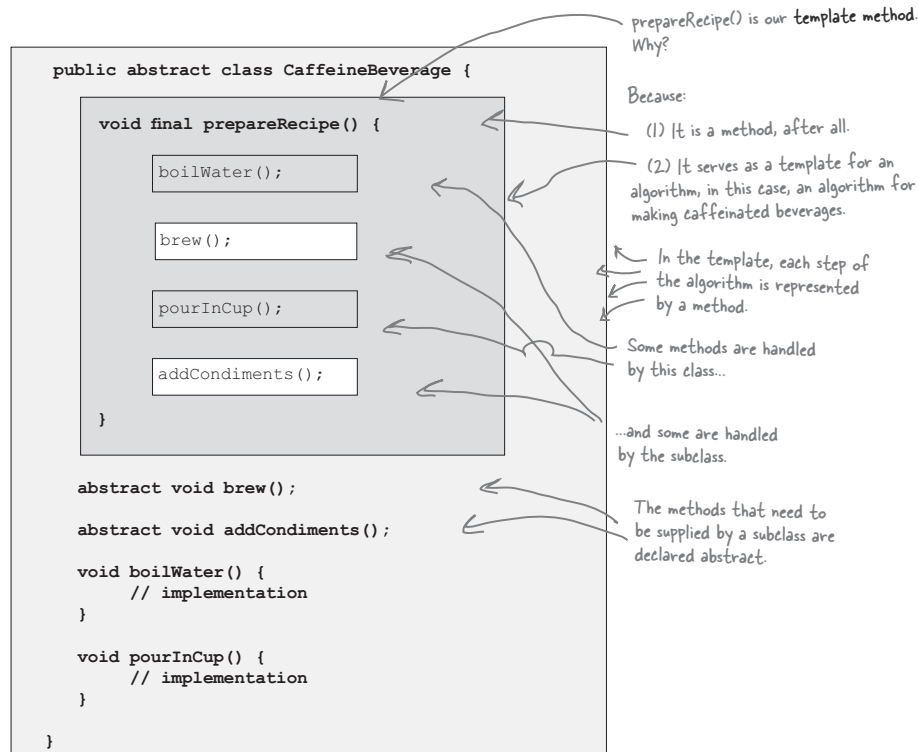 prepareRecipe() is our template method.
Why?
public abstract class CaffeineBeverage {
Because:
void final prepareRecipe() {
(1) It is a method, after all.
boilWater();
(2) It serves as a template for an
algorithm, in this case, an algorithm for
making caffeinated beverages.
brew();
In the template, each step of
the algorithm is represented
by a method.
pourInCup();
Some methods are handled
by this class...
addCondiments();
}
...and some are handled
by the subclass.
abstract void brew();
abstract void addCondiments();
The methods that need to
be supplied by a subclass are
declared abstract.
void boilWater() {
// implementation
}
void pourInCup() {
// implementation
}
}